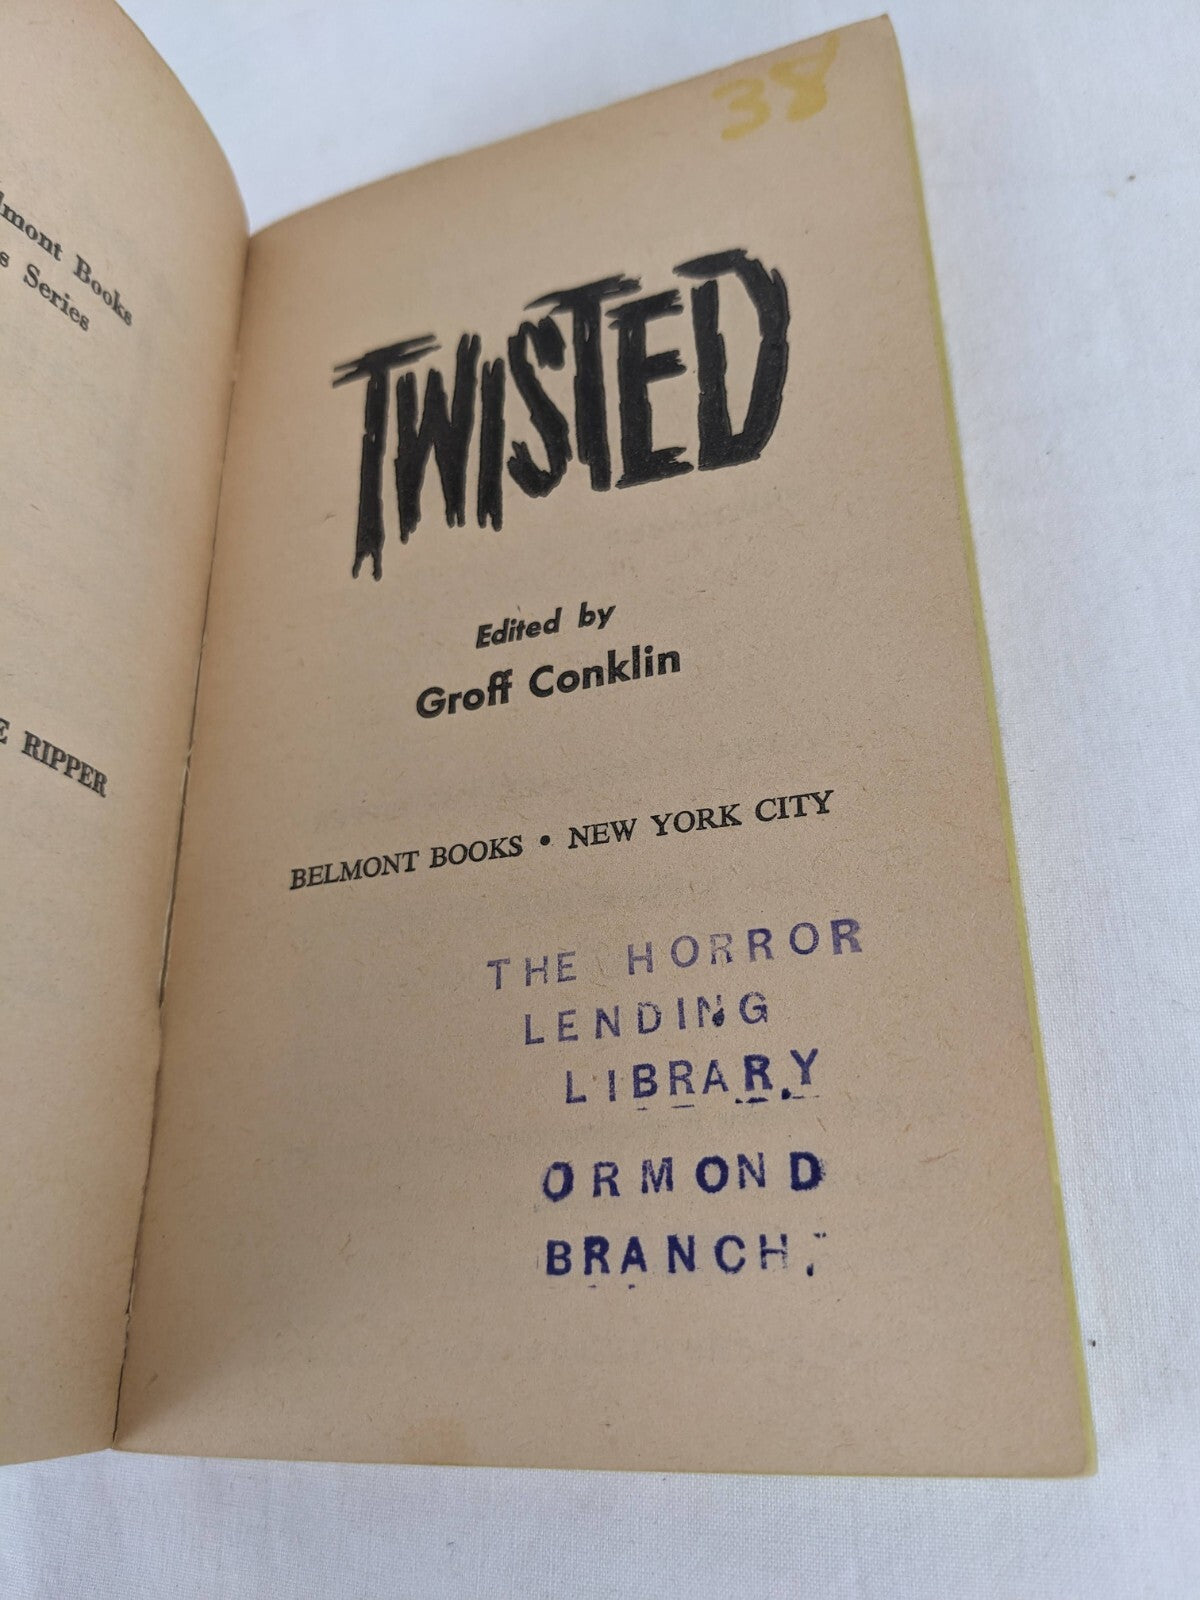 Books
s Series
RIPPER
38
TWISTED
Edited by
Groff Conklin
BELMONT BOOKS • NEW YORK CITY
THE HORROR
LENDING
LIBRARY.
ORMOND
BRANCH.